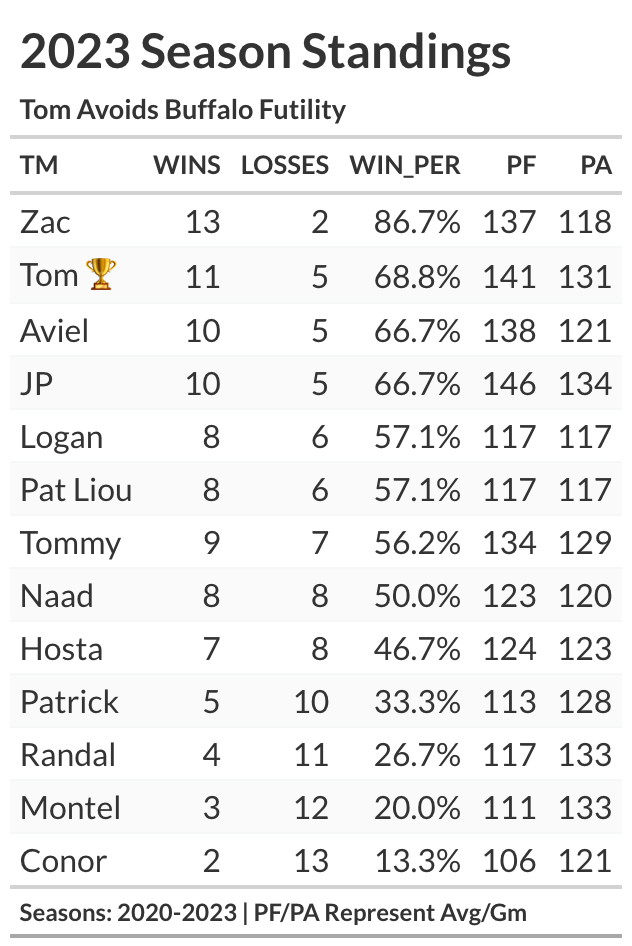 2023 Season Standings
Tom Avoids Buffalo Futility
TM WINS LOSSES WIN_PER PF PA
Zac 13 2 86.7% 137 118
Tom 🏆 11 5 68.8% 141 131
Aviel 10 5 66.7% 138 121
JP 10 5 66.7% 146 134
Logan 8 6 57.1% 117 117
Pat Liou 8 6 57.1% 117 117
Tommy 9 7 56.2% 134 129
Naad 8 8 50.0% 123 120
Hosta 7 8 46.7% 124 123
Patrick 5 10 33.3% 113 128
Randal 4 11 26.7% 117 133
Montel 3 12 20.0% 111 133
Conor 2 13 13.3% 106 121
Seasons: 2020-2023 | PF/PA Represent Avg/Gm